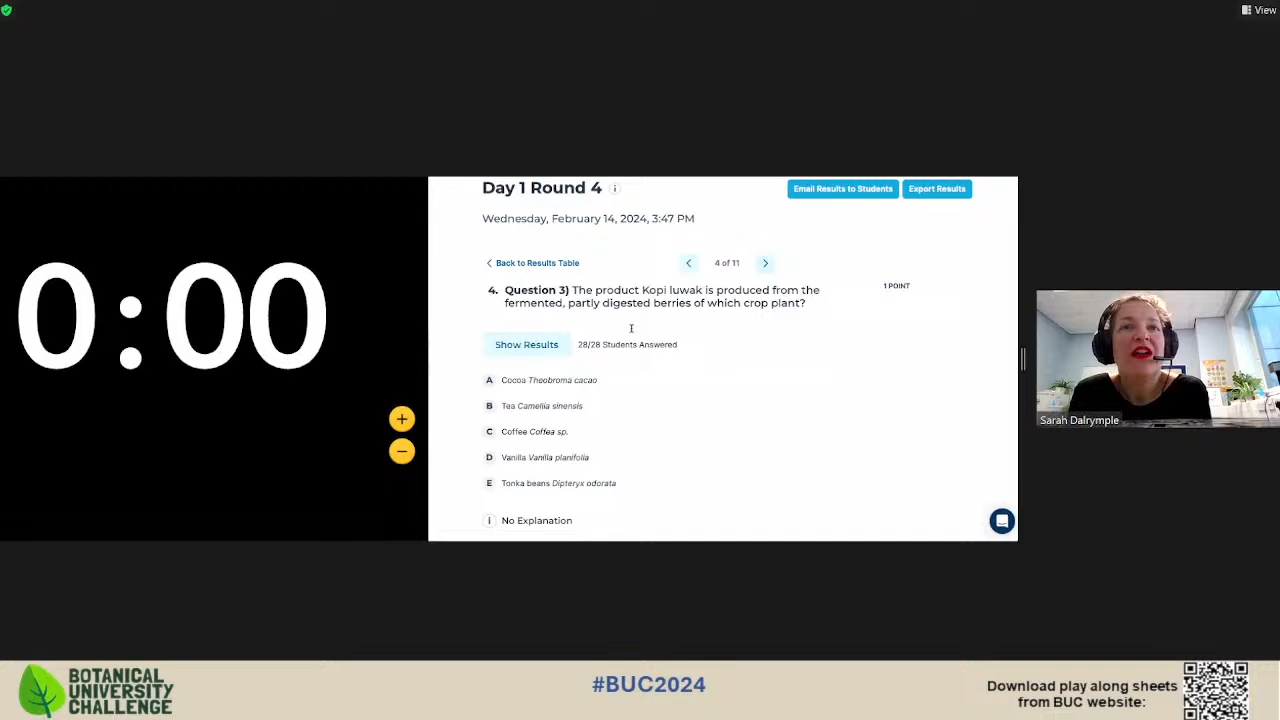 View
Day 1 Round 4
Email Results to Students
Export Results
Wednesday, February 14, 2024, 3:47 PM
Back to Results Table
4 of 11
4. Question 3) The product Kopi luwak is produced from the
fermented, partly digested berries of which crop plant?
1 POINT
0:00
Show Results
28/28 Students Answered
A Cocoa Theobroma cacao
B Tea Camellia sinensis
C Coffee Coffea sp.
D Vanilla Vanilla planifolia
E Tonka beans Dipteryx odorata
No Explanation
Sarah Dalrymple
BOTANICAL
UNIVERSITY
CHALLENGE
#BUC2024
Download play along sheets
from BUC website: